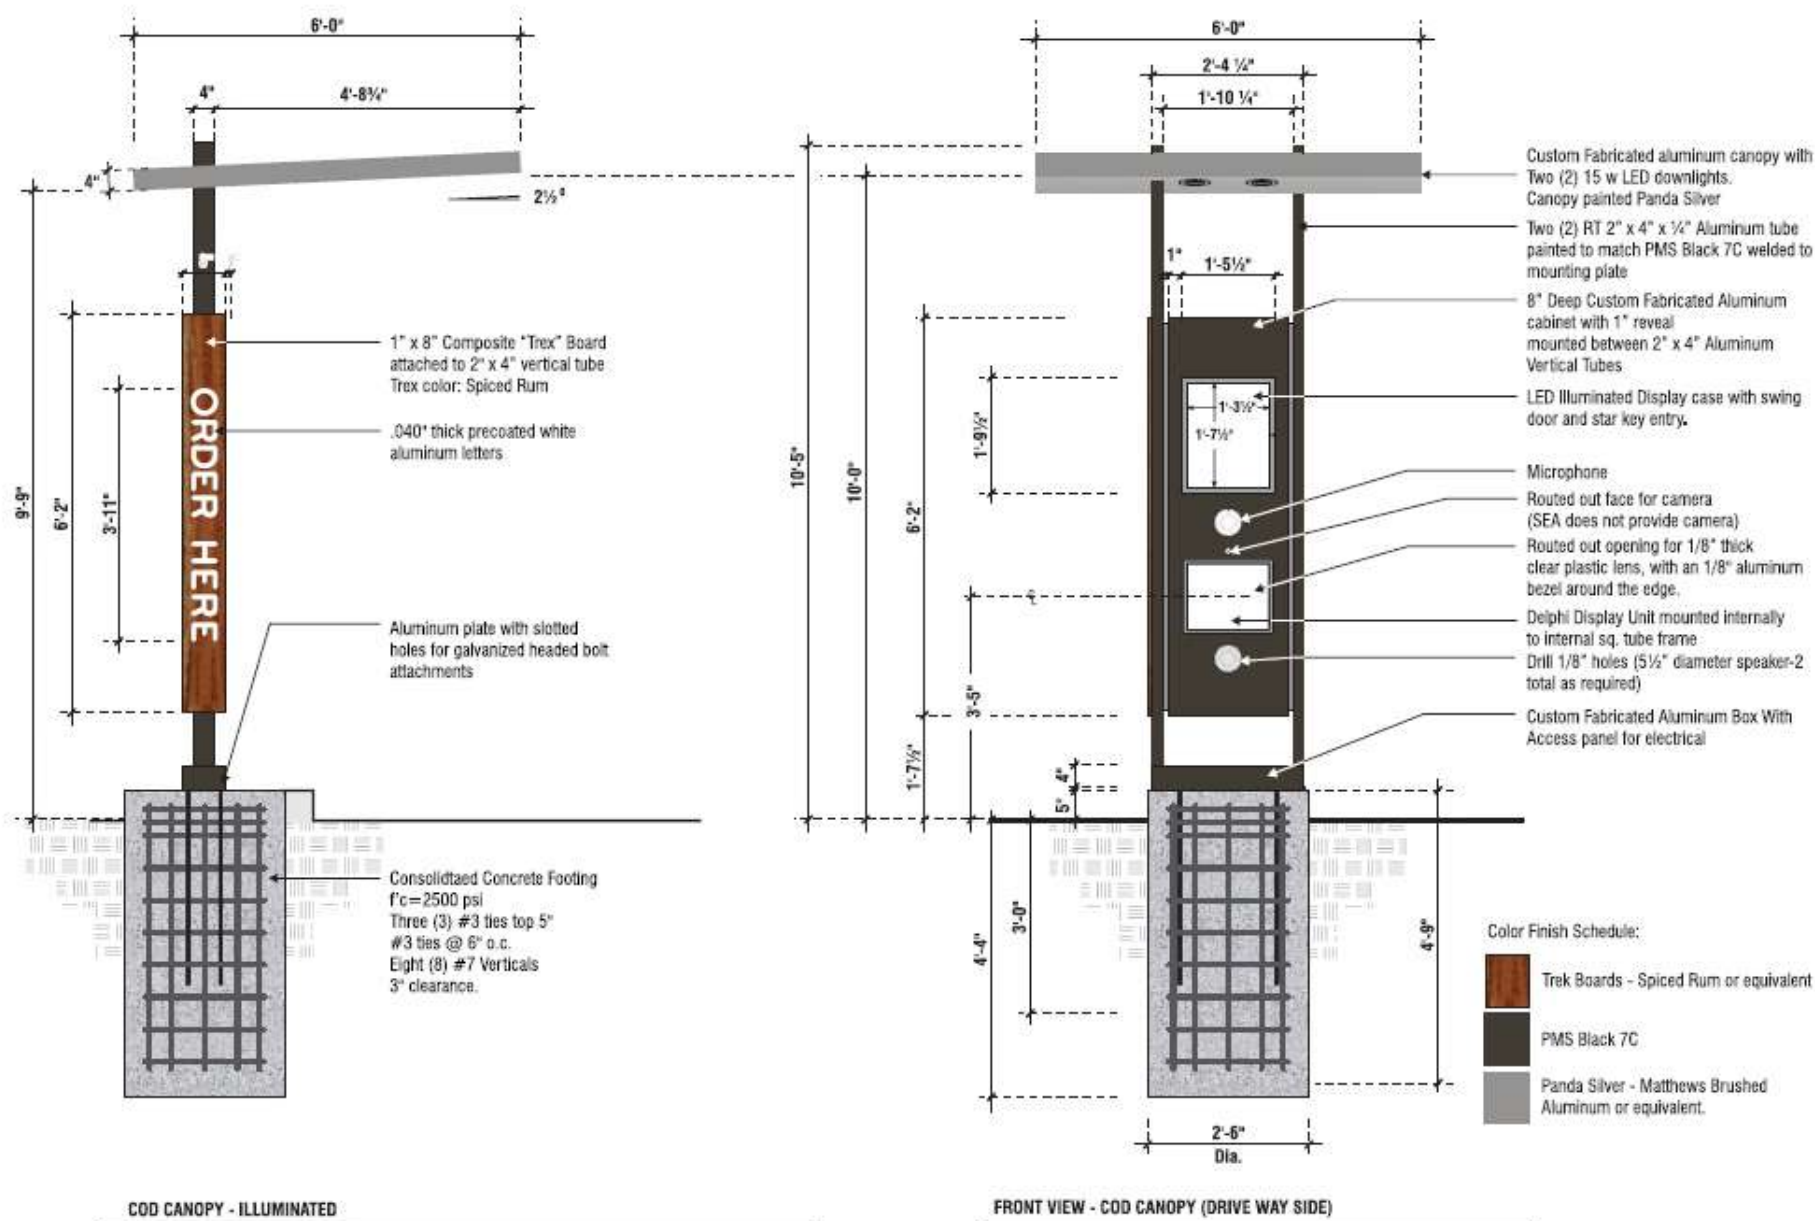 6'-0"
4"
4'-8¾"
4"
2½°
9'-9"
6'-2"
3'-11"
ORDER HERE
1" x 8" Composite "Trex" Board
attached to 2" x 4" vertical tube
Trex color: Spiced Rum
.040" thick precoated white
aluminum letters
Aluminum plate with slotted
holes for galvanized headed bolt
attachments
Consolidtaed Concrete Footing
f'c=2500 psi
Three (3) #3 ties top 5"
#3 ties @ 6" o.c.
Eight (8) #7 Verticals
3" clearance.
COD CANOPY - ILLUMINATED
6'-0"
2'-4 ¼"
1'-10 ¼"
1"
1'-5½"
10'-5"
10'-0"
6'-2"
1'-9½"
1'-3½"
1'-7½"
3'-5"
1'-7½"
4"
5"
3'-0"
4'-4"
4'-9"
2'-6"
Dia.
Custom Fabricated aluminum canopy with
Two (2) 15 w LED downlights.
Canopy painted Panda Silver
Two (2) RT 2" x 4" x ¼" Aluminum tube
painted to match PMS Black 7C welded to
mounting plate
8" Deep Custom Fabricated Aluminum
cabinet with 1" reveal
mounted between 2" x 4" Aluminum
Vertical Tubes
LED Illuminated Display case with swing
door and star key entry.
Microphone
Routed out face for camera
(SEA does not provide camera)
Routed out opening for 1/8" thick
clear plastic lens, with an 1/8" aluminum
bezel around the edge.
Delphi Display Unit mounted internally
to internal sq. tube frame
Drill 1/8" holes (5½" diameter speaker-2
total as required)
Custom Fabricated Aluminum Box With
Access panel for electrical
Color Finish Schedule:
Trek Boards - Spiced Rum or equivalent
PMS Black 7C
Panda Silver - Matthews Brushed
Aluminum or equivalent.
FRONT VIEW - COD CANOPY (DRIVE WAY SIDE)